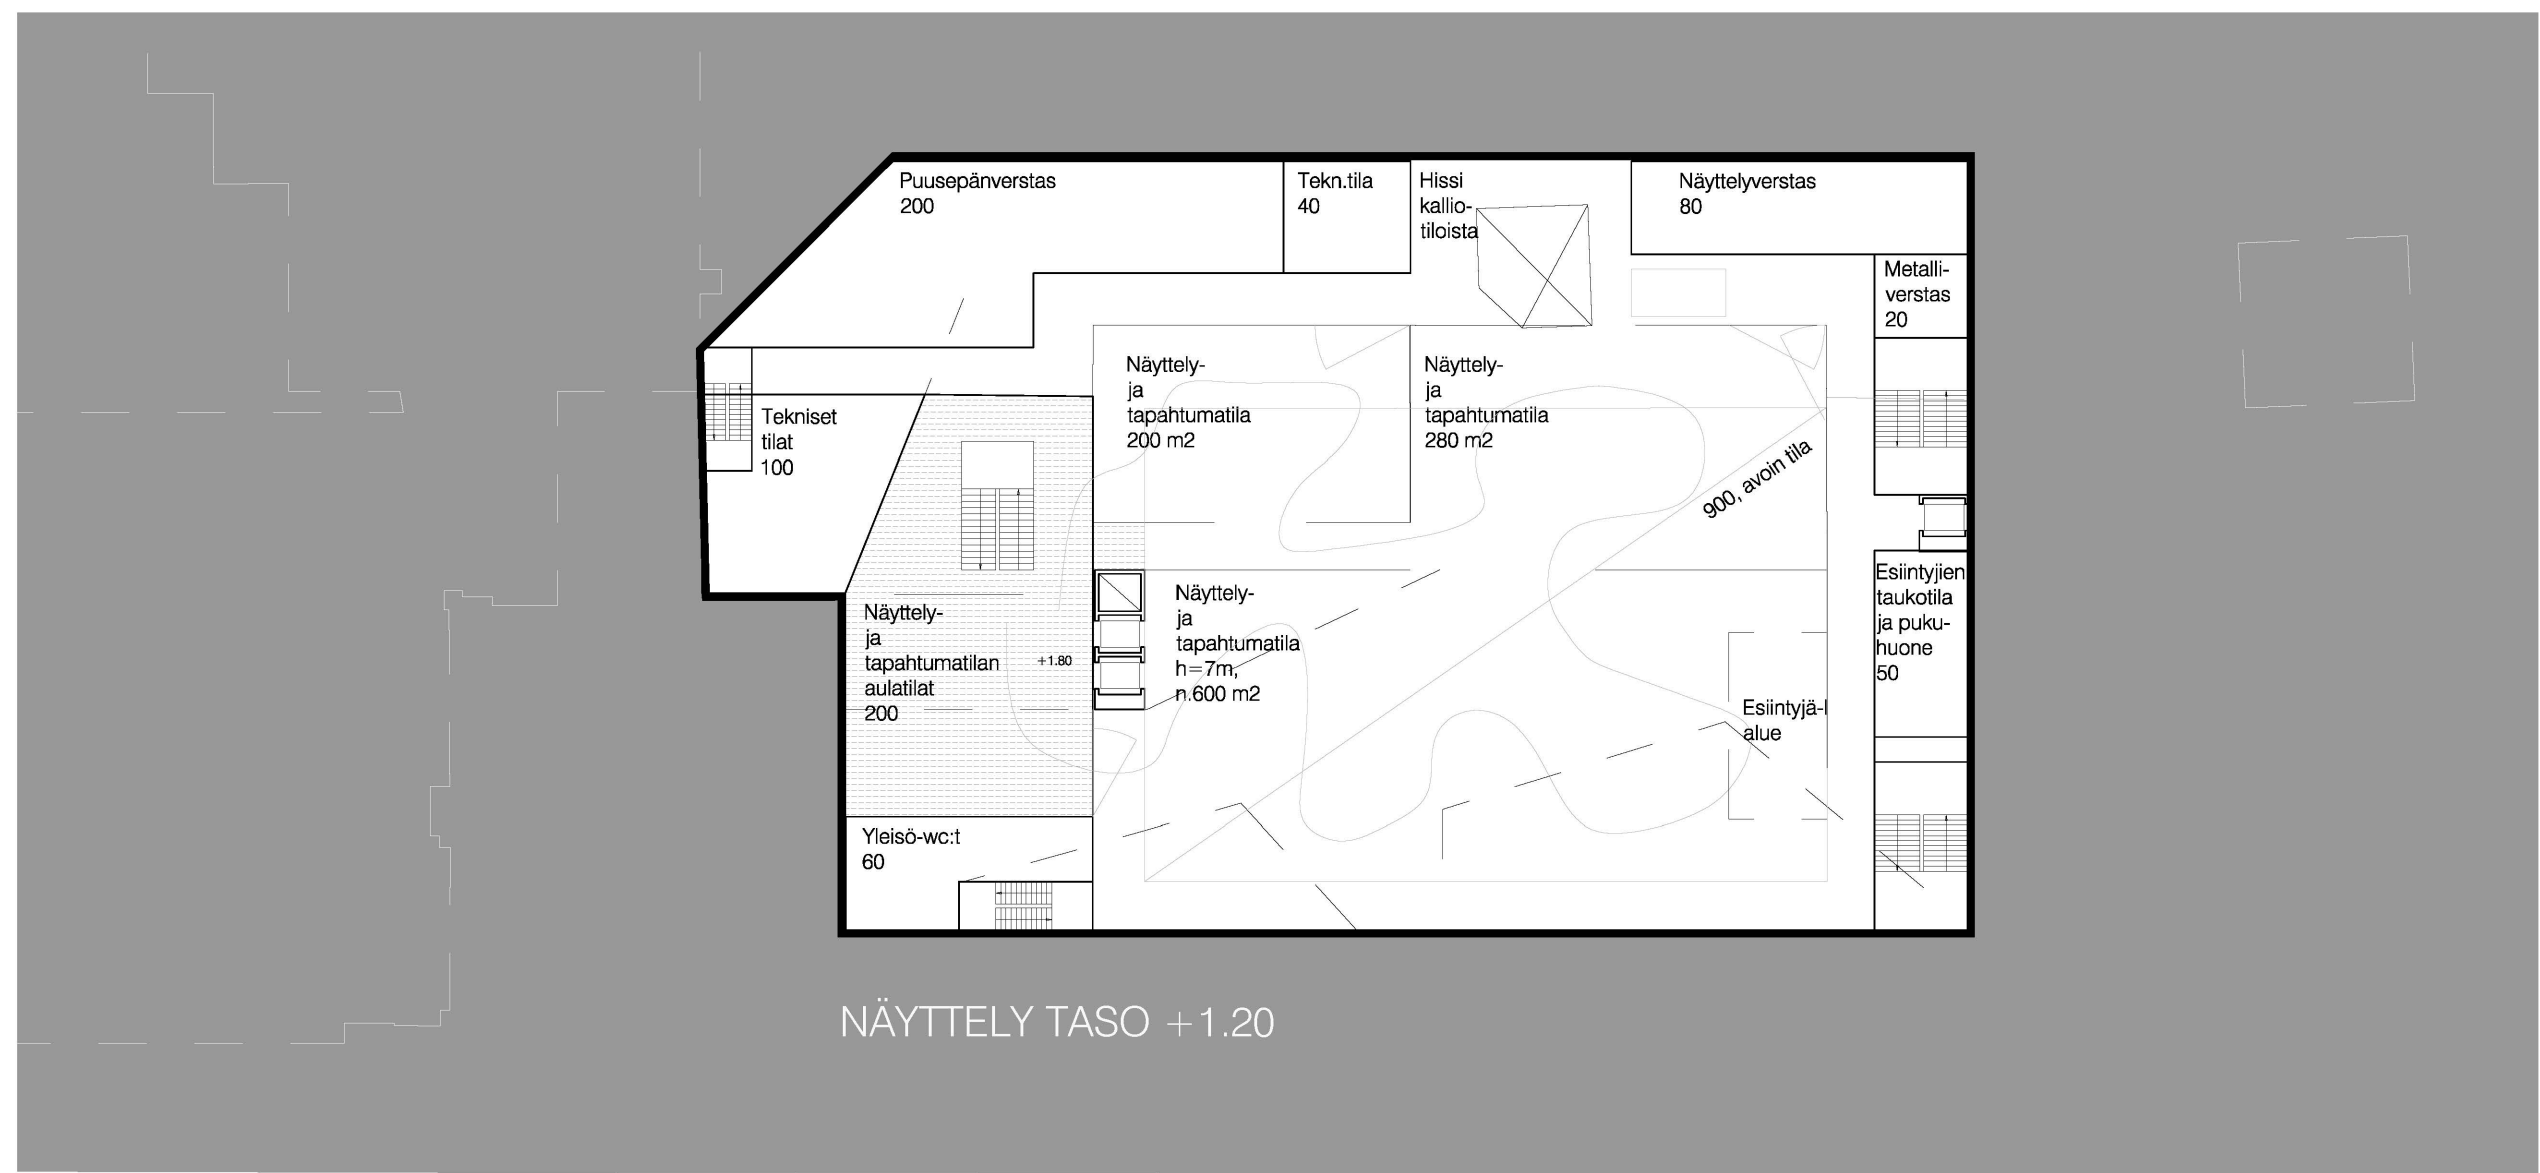 Puusepänverstas
200
Tekn.tila
40
Hissi
kallio-
tiloista
Näyttelyverstas
80
Metalli-
verstas
20
Näyttely-
ja
tapahtumatila
200 m2
Näyttely-
ja
tapahtumatila
280 m2
Tekniset
tilat
100
900, avoin tila
Näyttely-
ja
tapahtumatilan
aulatilat
200
+1.80
Näyttely-
ja
tapahtumatila
h=7m,
n.600 m2
Esiintyjien
taukotila
ja puku-
huone
50
Esiintyjä-
alue
Yleisö-wc:t
60
NÄYTTELY TASO +1.20